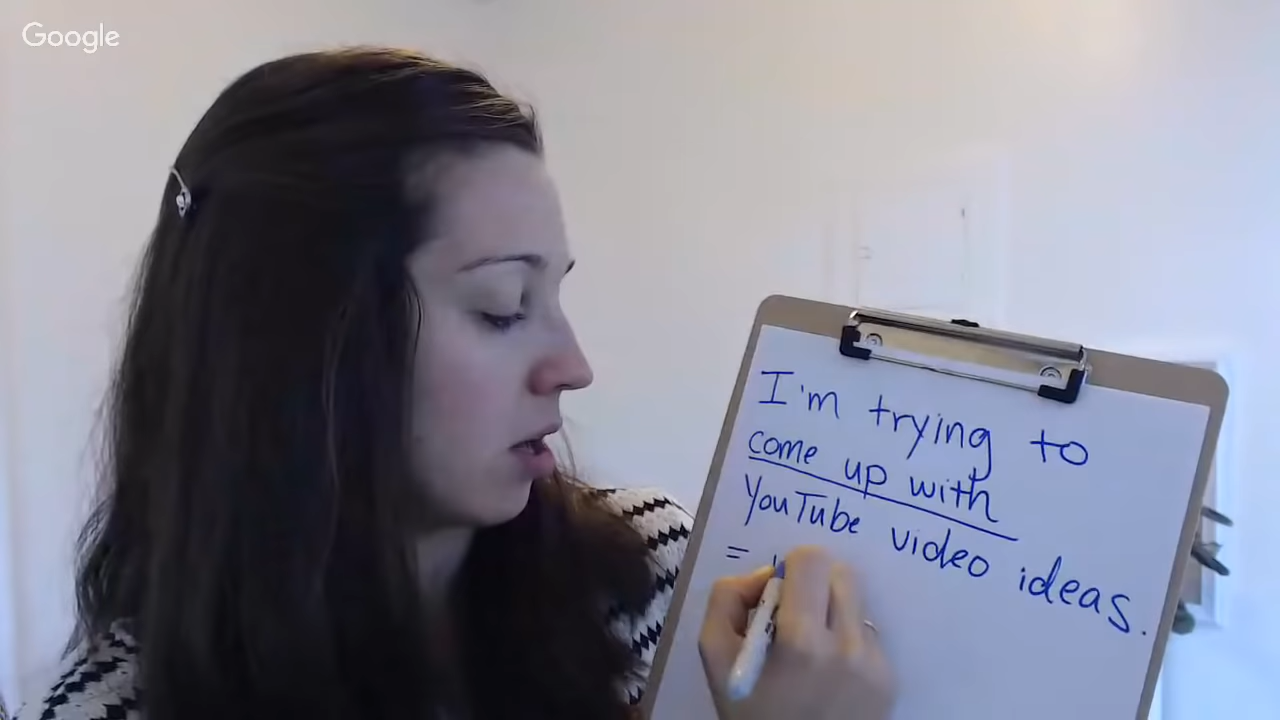 Google
I'm trying to
come up with
YouTube video ideas.
=